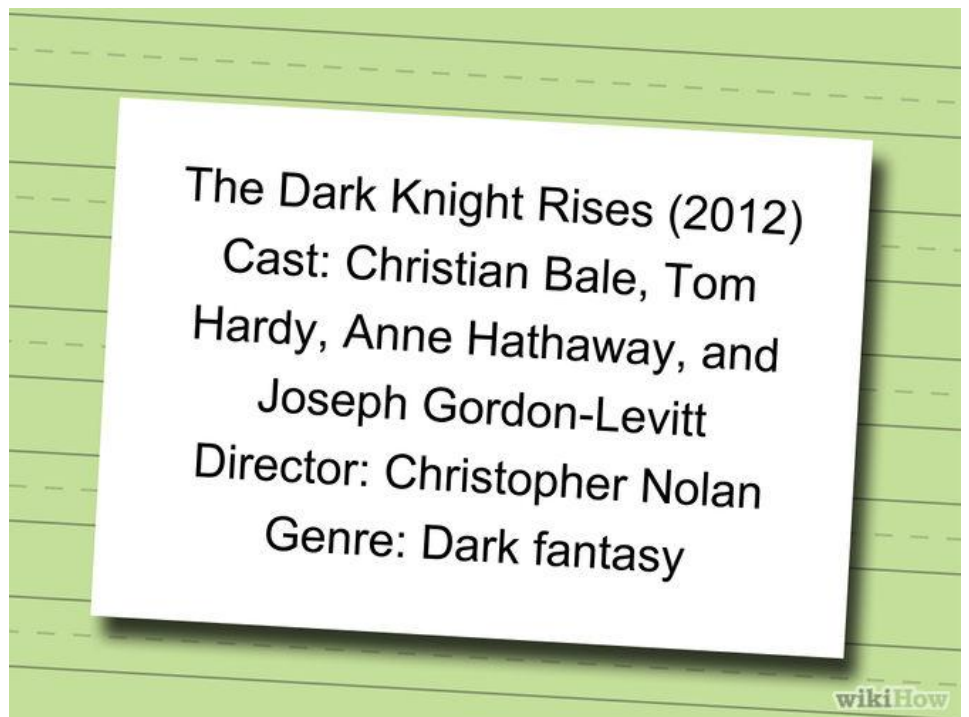 The Dark Knight Rises (2012)
Cast: Christian Bale, Tom
Hardy, Anne Hathaway, and
Joseph Gordon-Levitt
Director: Christopher Nolan
Genre: Dark fantasy
wikiHow